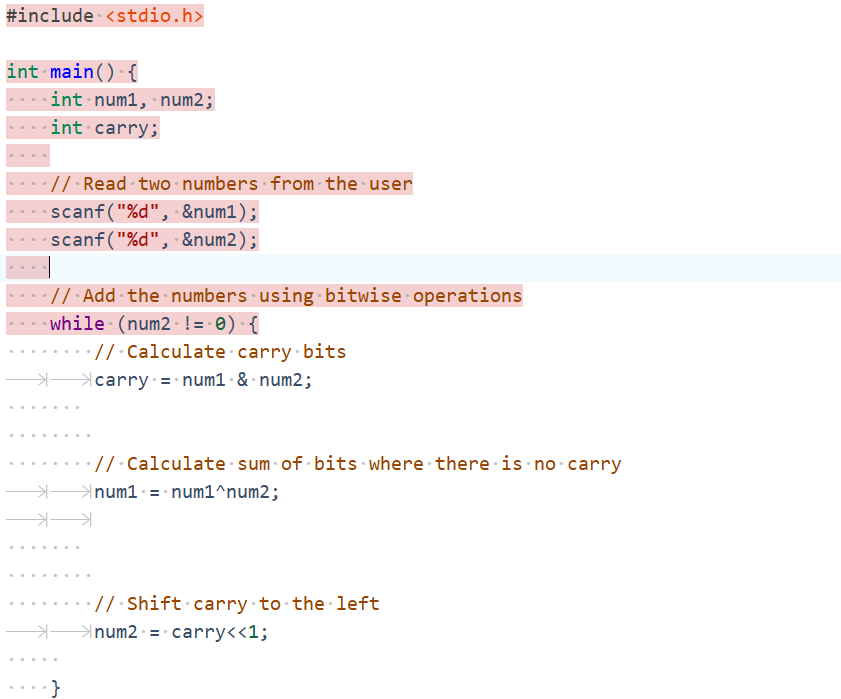 #include <stdio.h>
int main() {
    int num1, num2;
    int carry;
    // Read two numbers from the user
    scanf("%d", &num1);
    scanf("%d", &num2);
    // Add the numbers using bitwise operations
    while (num2 != 0) {
        // Calculate carry bits
		carry = num1 & num2;
        // Calculate sum of bits where there is no carry
		num1 = num1^num2;
        // Shift carry to the left
		num2 = carry<<1;
    }